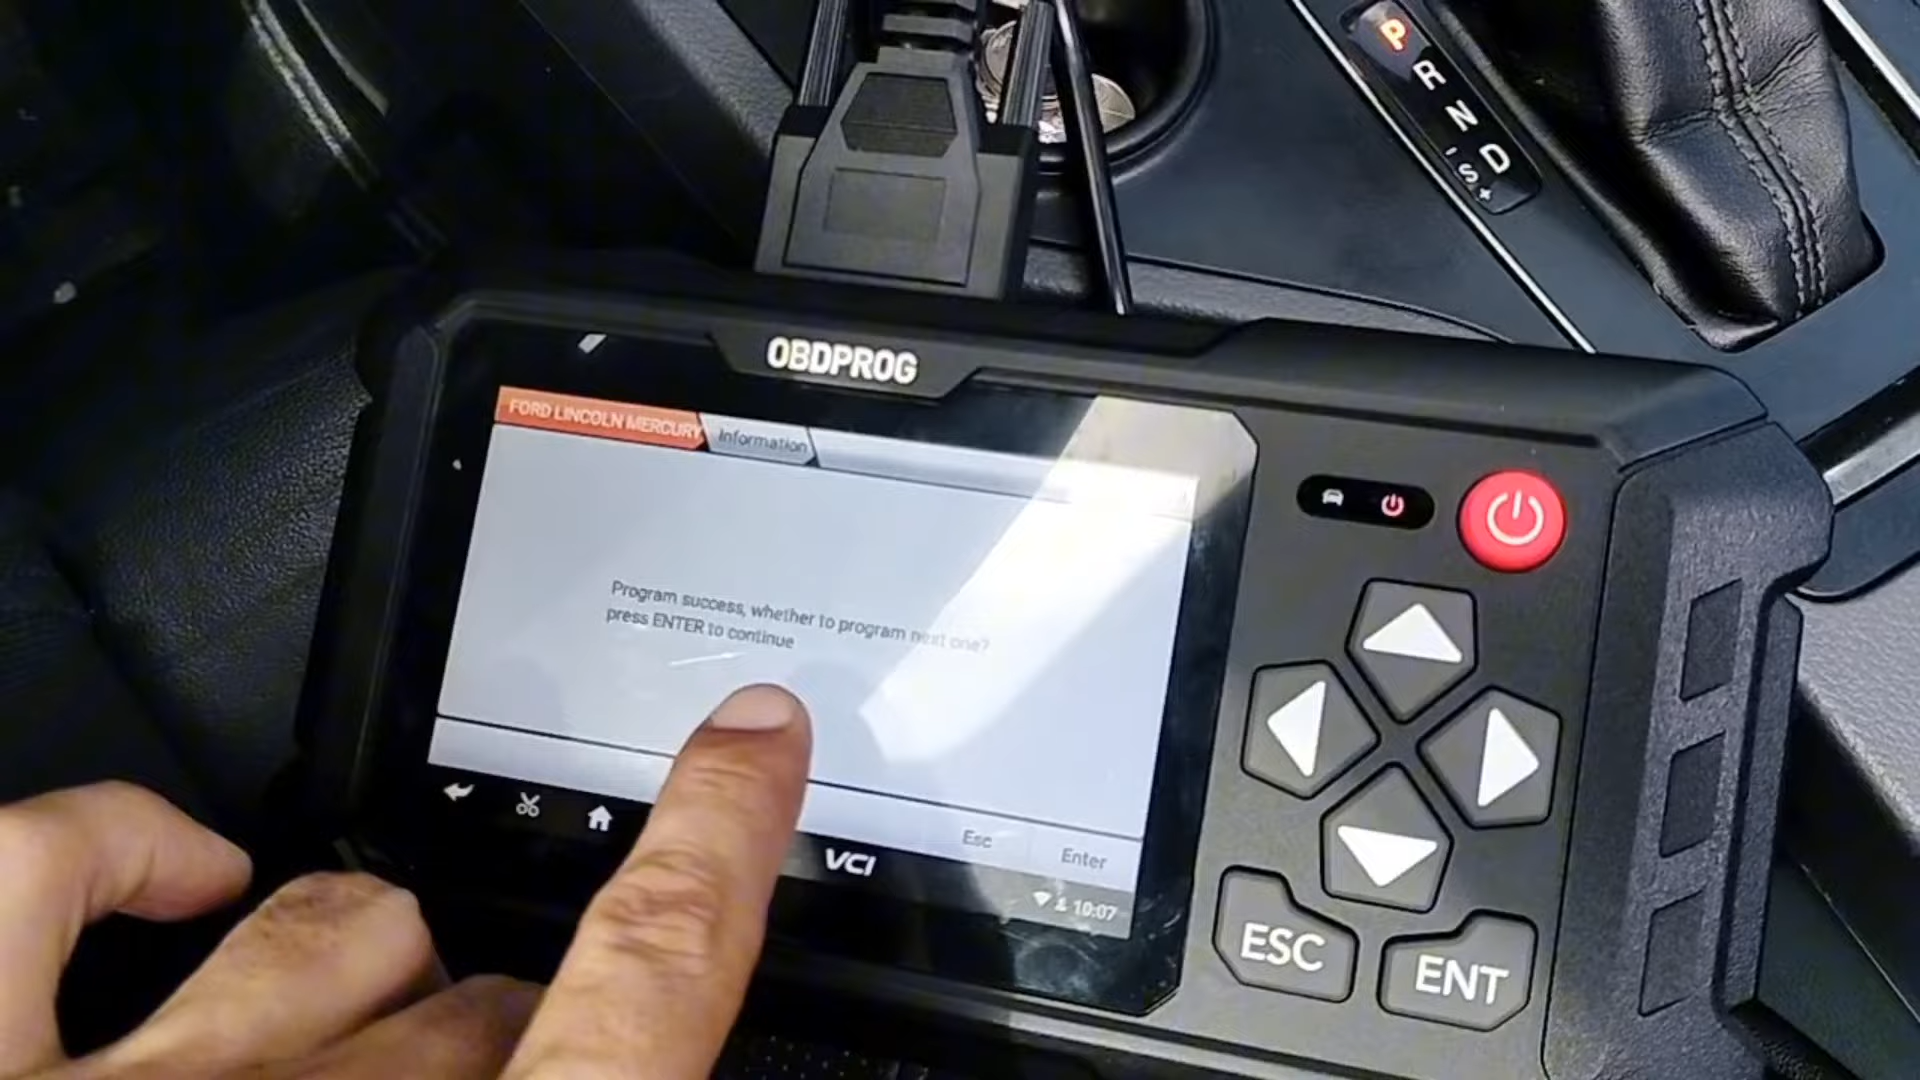 P
R
N
D
- S +
OBDPROG
FORD LINCOLN MERCURY
Information
Program success, whether to program next one?
press ENTER to continue
Esc
Enter
VCI
10:07
ESC
ENT